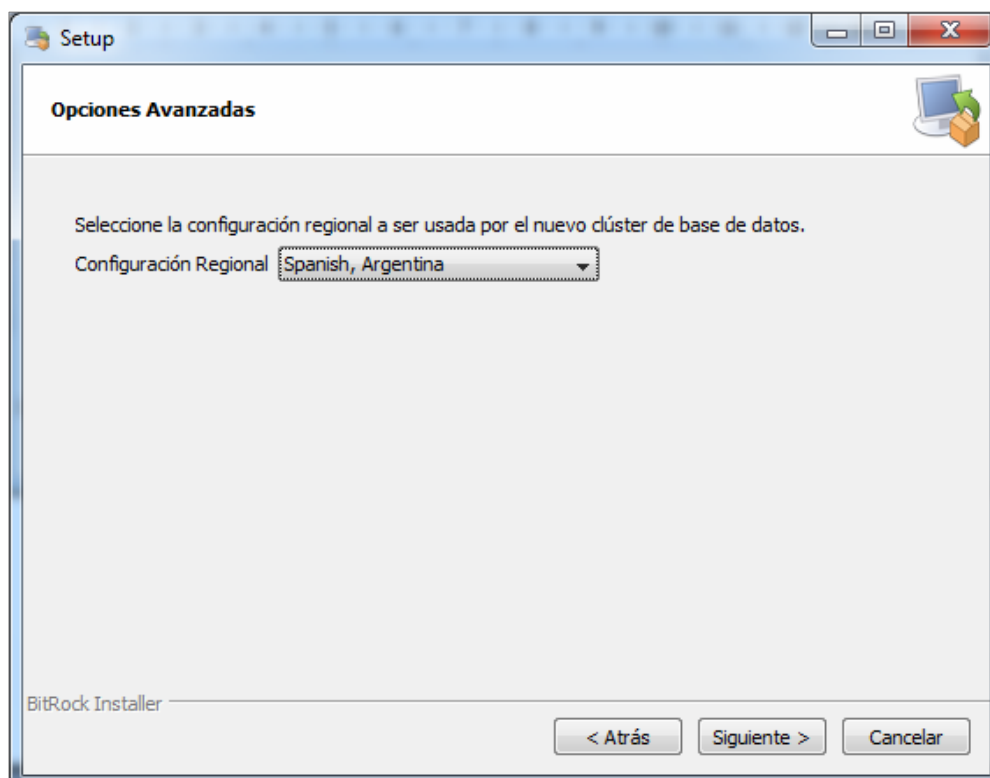 Setup
Opciones Avanzadas
Seleccione la configuración regional a ser usada por el nuevo clúster de base de datos.
Configuración Regional Spanish, Argentina
BitRock Installer
< Atrás Siguiente > Cancelar